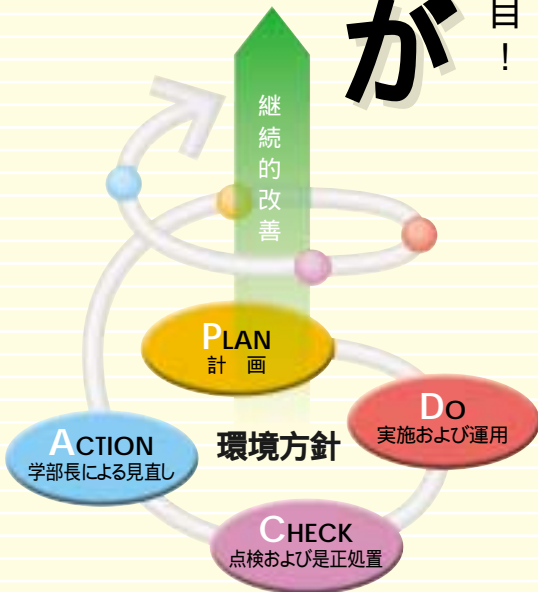 目！
が
継続的改善
PLAN
計 画
DO
実施および運用
環境方針
ACTION
学部長による見直し
CHECK
点検および是正処置